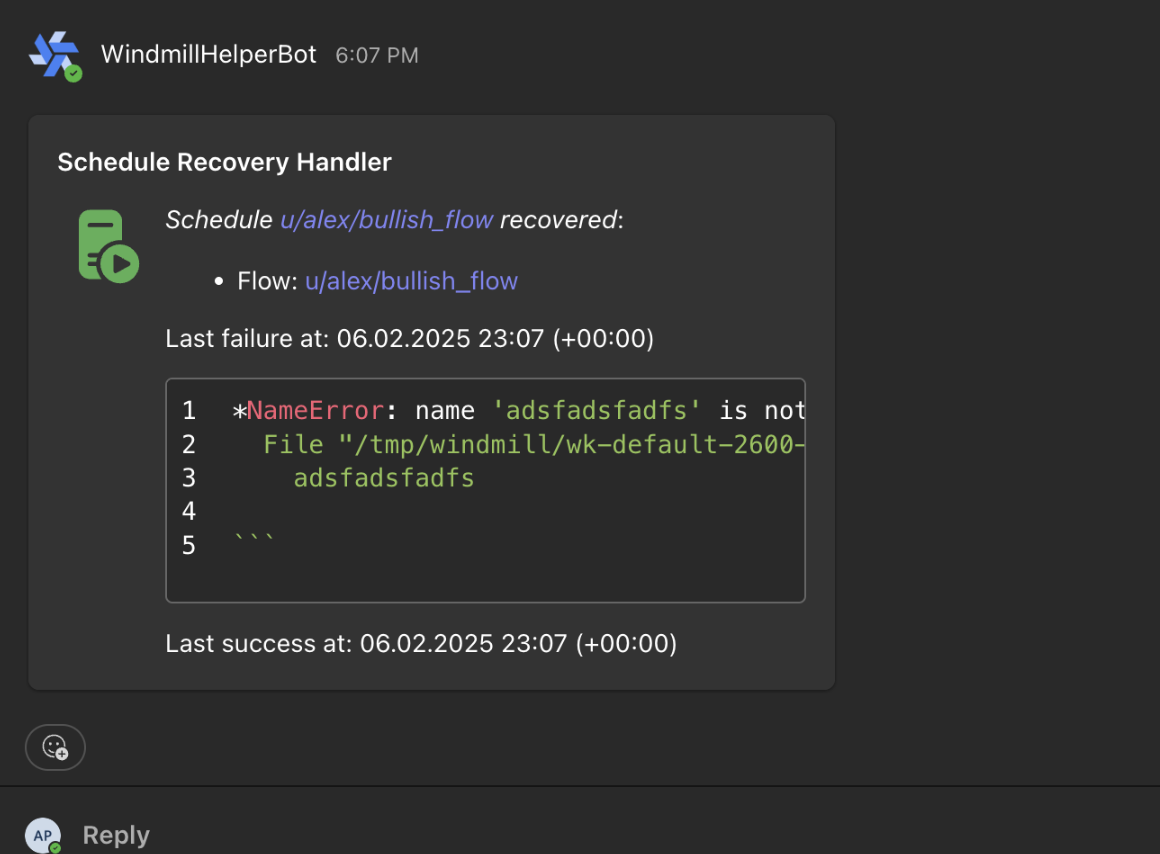 WindmillHelperBot 6:07 PM
Schedule Recovery Handler
Schedule u/alex/bullish_flow recovered:
• Flow: u/alex/bullish_flow
Last failure at: 06.02.2025 23:07 (+00:00)
1 *NameError: name 'adsfadsfadfs' is not
2 File "/tmp/windmill/wk-default-2600-
3 adsfadsfadfs
4
5 ```
Last success at: 06.02.2025 23:07 (+00:00)
AP Reply